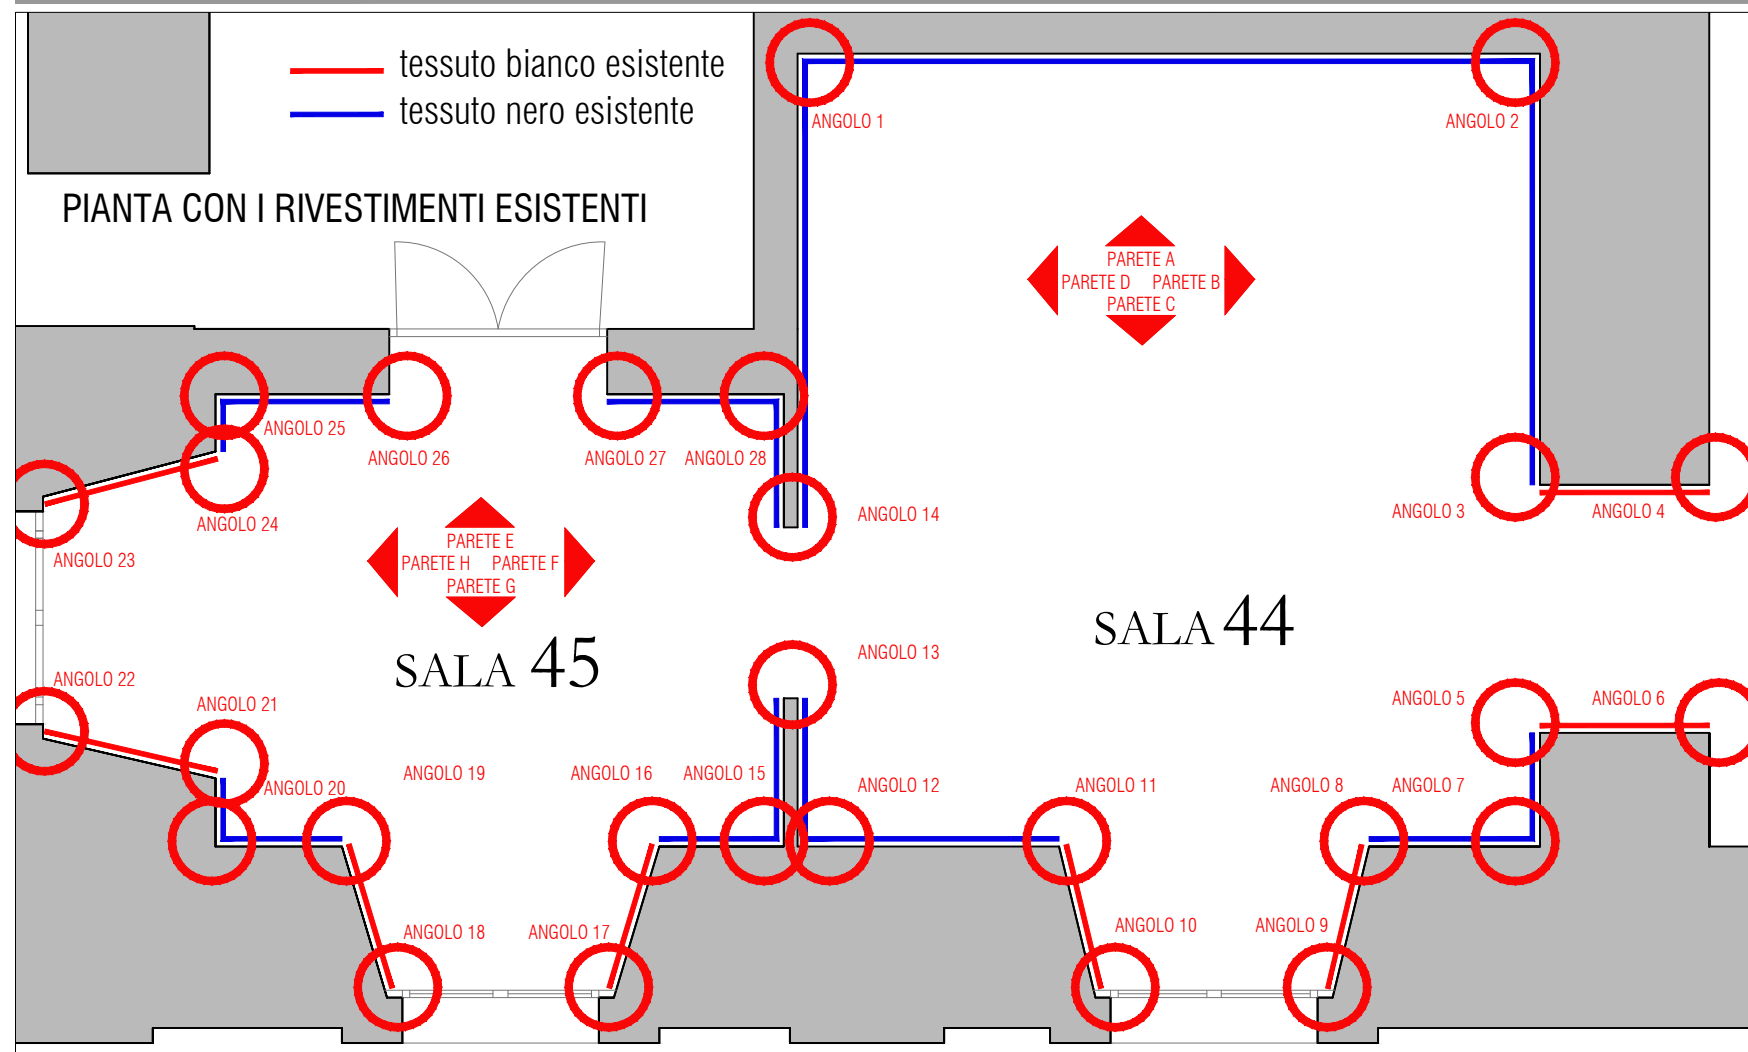 tessuto bianco esistente
tessuto nero esistente
ANGOLO 1
ANGOLO 2
PIANTA CON I RIVESTIMENTI ESISTENTI
PARETE A
PARETE D PARETE B
PARETE C
ANGOLO 25
ANGOLO 26
ANGOLO 27
ANGOLO 28
ANGOLO 24
ANGOLO 14
ANGOLO 3
ANGOLO 4
PARETE E
PARETE H PARETE F
PARETE G
ANGOLO 23
SALA 45
SALA 44
ANGOLO 13
ANGOLO 22
ANGOLO 21
ANGOLO 5
ANGOLO 6
ANGOLO 20
ANGOLO 19
ANGOLO 16
ANGOLO 15
ANGOLO 12
ANGOLO 11
ANGOLO 8
ANGOLO 7
ANGOLO 18
ANGOLO 17
ANGOLO 10
ANGOLO 9